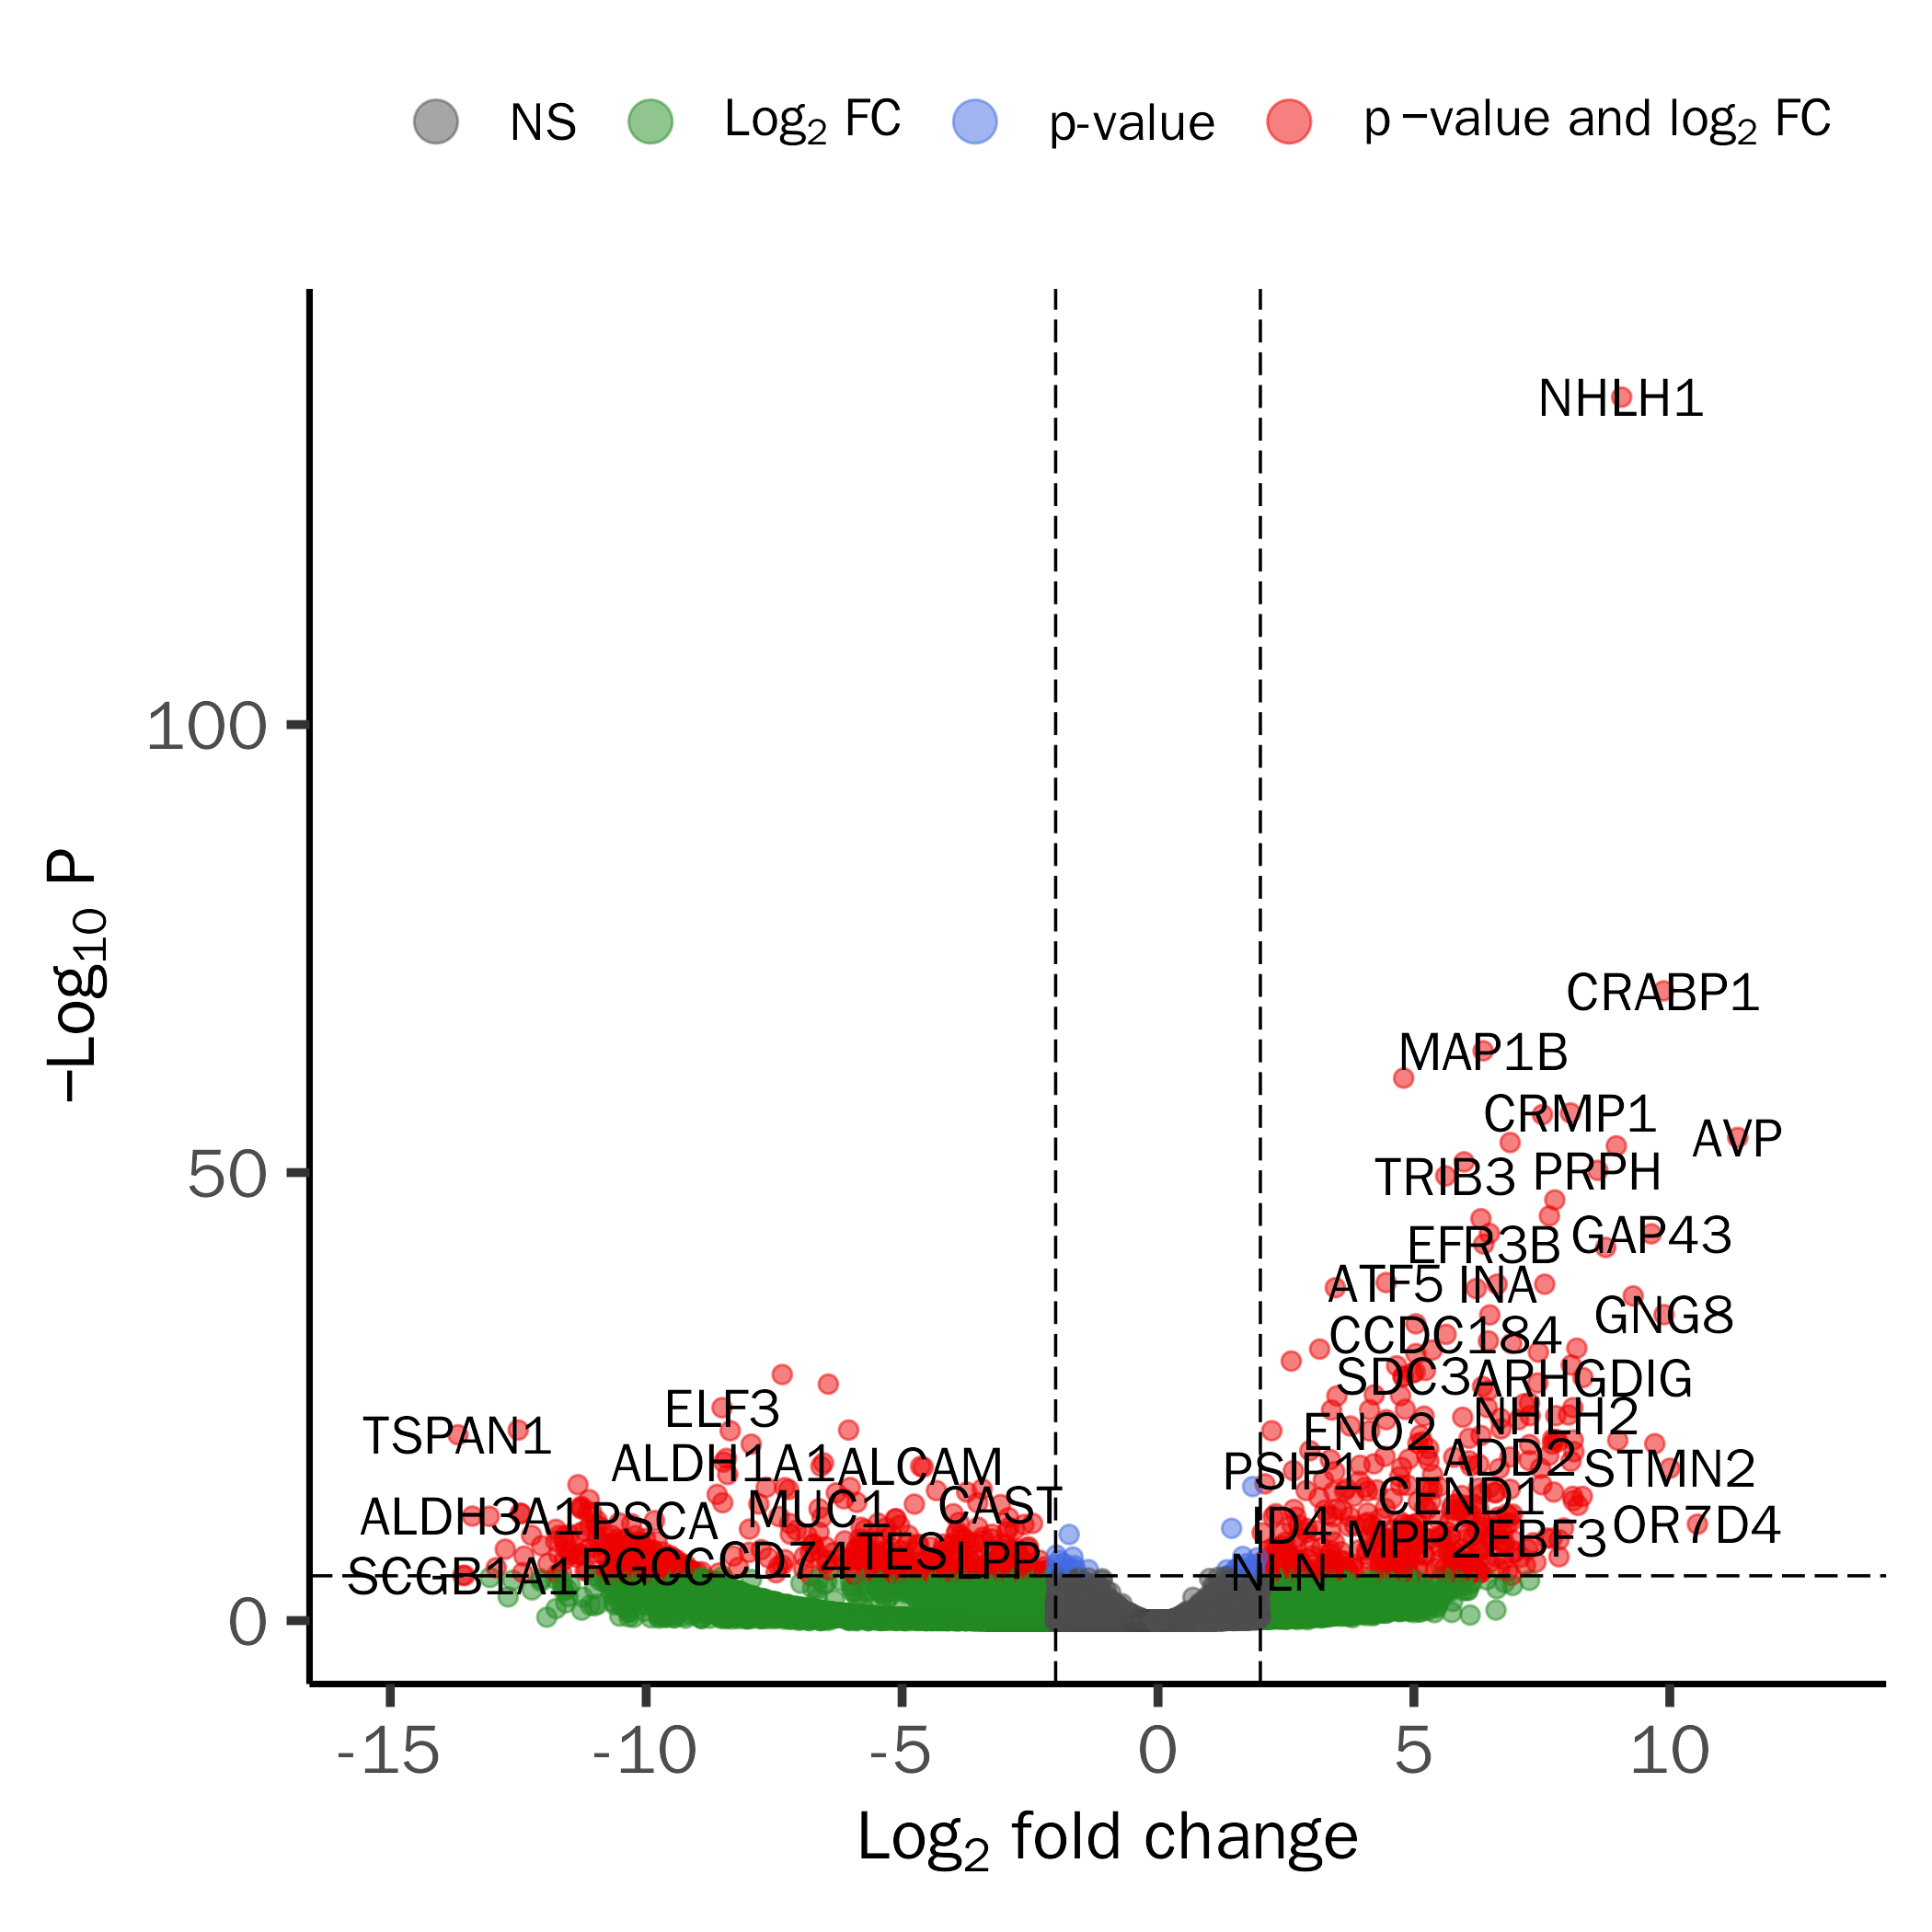 NS Log2 FC p-value p –value and log2 FC
NHLH1
100
CRABP1
MAP1B
CRMP1
AVP
–Log10 P
50
TRIB3 PRPH
EFR3B GAP43
ATF5 INA
GNG8
CCDC184
SDC3 ARHGDIG
ELF3
NHLH2
TSPAN1 ENO2
ALDH1A1 ALCAM PSIP1 ADD2 STMN2
CEND1
CAST
ALDH3A1 PSCA MUC1
ID4 MPP2 EBF3 OR7D4
SCGB1A1 RGCC CD74 TES LPP NLN
0
-15 -10 -5 0 5 10
Log2 fold change